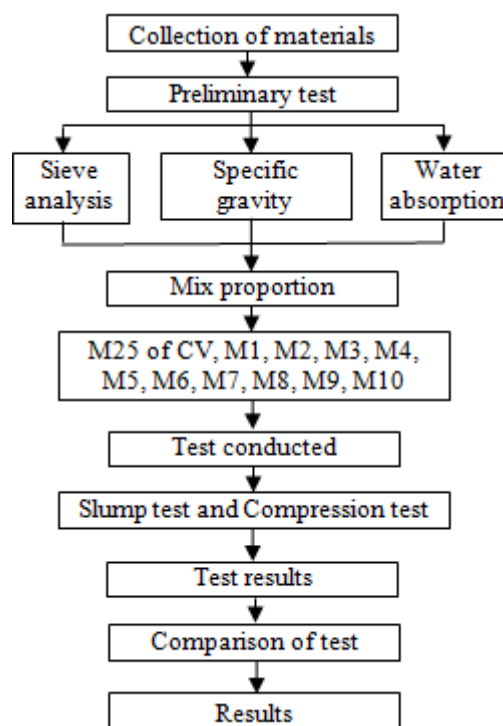 Collection of materials
Preliminary test
Sieve
analysis
Specific
gravity
Water
absorption
Mix proportion
M25 of CV, M1, M2, M3, M4,
M5, M6, M7, M8, M9, M10
Test conducted
Slump test and Compression test
Test results
Comparison of test
Results